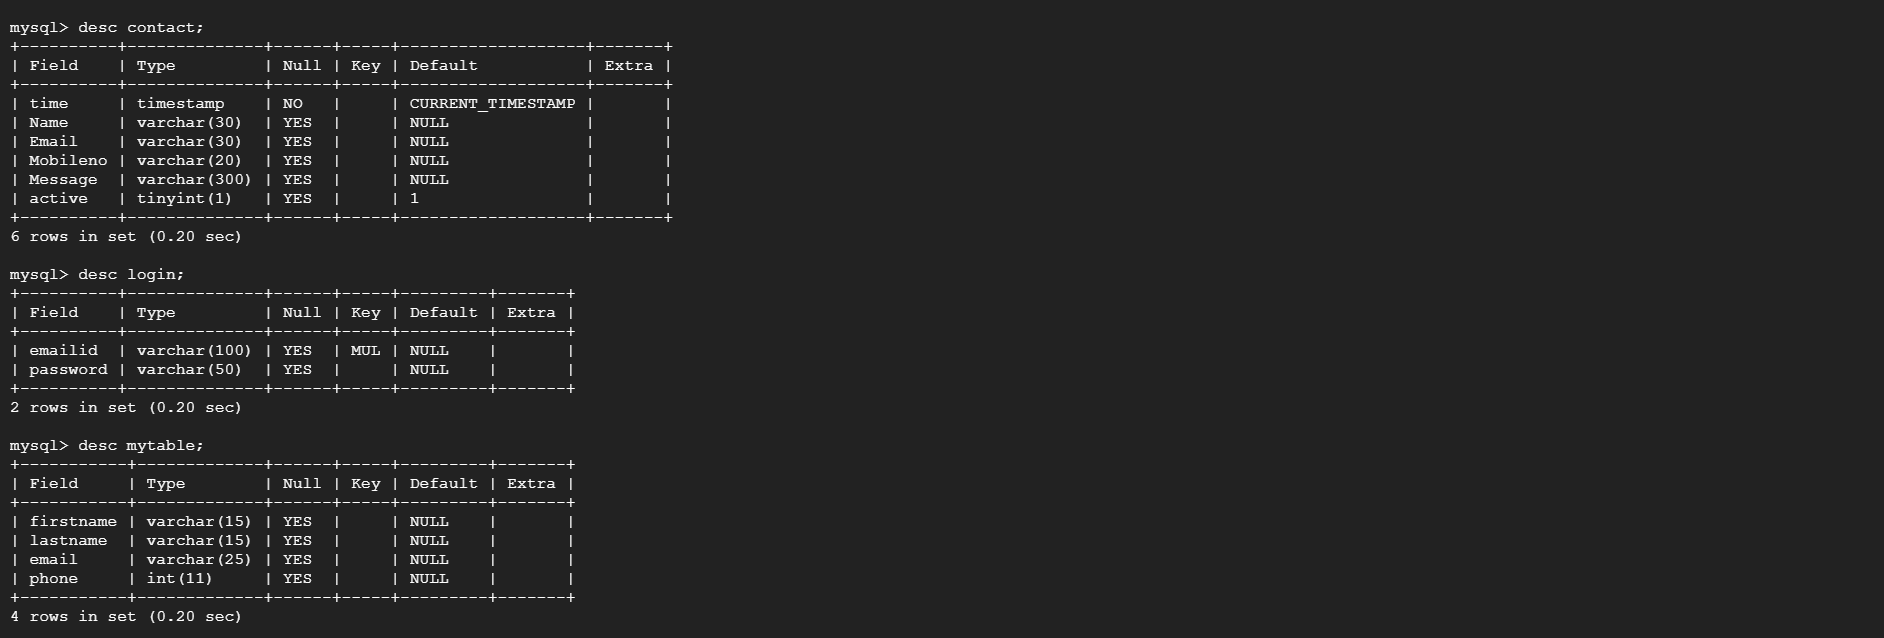 mysql> desc contact;
+----------+--------------+------+-----+-------------------+-------+
| Field    | Type         | Null | Key | Default           | Extra |
+----------+--------------+------+-----+-------------------+-------+
| time     | timestamp    | NO   |     | CURRENT_TIMESTAMP |       |
| Name     | varchar(30)  | YES  |     | NULL              |       |
| Email    | varchar(30)  | YES  |     | NULL              |       |
| Mobileno | varchar(20)  | YES  |     | NULL              |       |
| Message  | varchar(300) | YES  |     | NULL              |       |
| active   | tinyint(1)   | YES  |     | 1                 |       |
+----------+--------------+------+-----+-------------------+-------+
6 rows in set (0.20 sec)

mysql> desc login;
+----------+--------------+------+-----+---------+-------+
| Field    | Type         | Null | Key | Default | Extra |
+----------+--------------+------+-----+---------+-------+
| emailid  | varchar(100) | YES  | MUL | NULL    |       |
| password | varchar(50)  | YES  |     | NULL    |       |
+----------+--------------+------+-----+---------+-------+
2 rows in set (0.20 sec)

mysql> desc mytable;
+-----------+-------------+------+-----+---------+-------+
| Field     | Type        | Null | Key | Default | Extra |
+-----------+-------------+------+-----+---------+-------+
| firstname | varchar(15) | YES  |     | NULL    |       |
| lastname  | varchar(15) | YES  |     | NULL    |       |
| email     | varchar(25) | YES  |     | NULL    |       |
| phone     | int(11)     | YES  |     | NULL    |       |
+-----------+-------------+------+-----+---------+-------+
4 rows in set (0.20 sec)